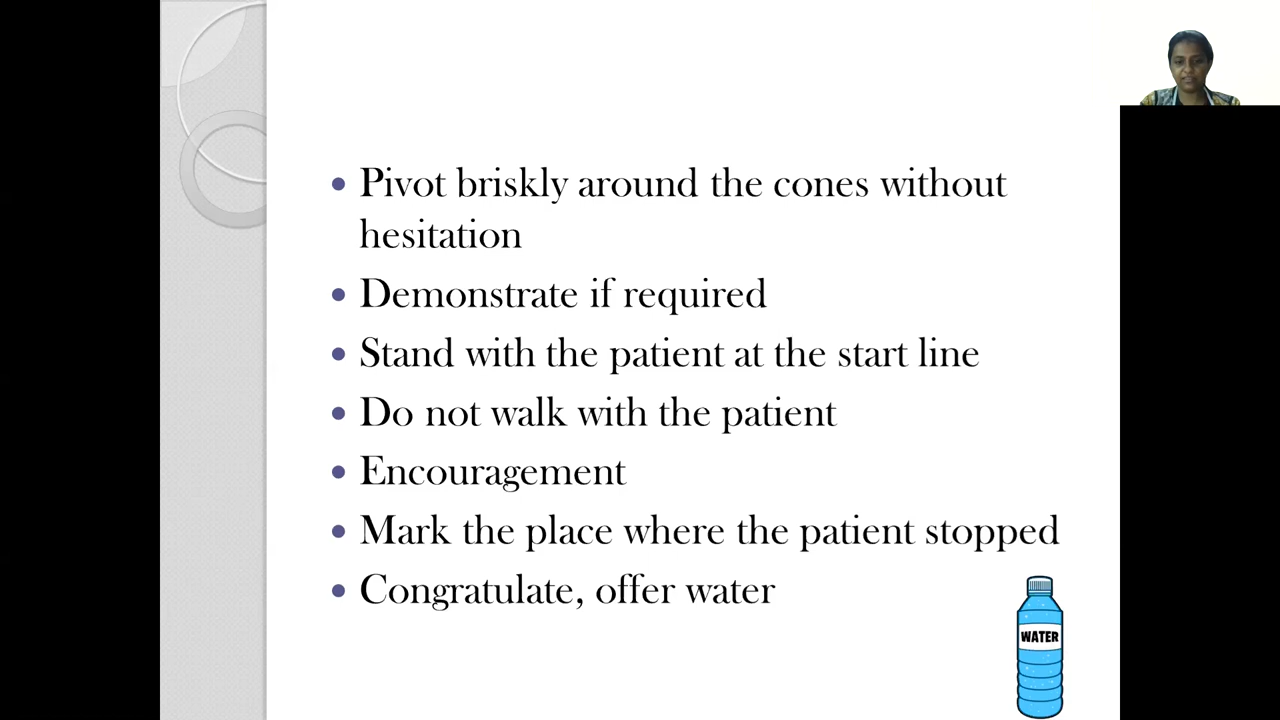 • Pivot briskly around the cones without
hesitation
• Demonstrate if required
• Stand with the patient at the start line
• Do not walk with the patient
• Encouragement
• Mark the place where the patient stopped
• Congratulate, offer water
WATER